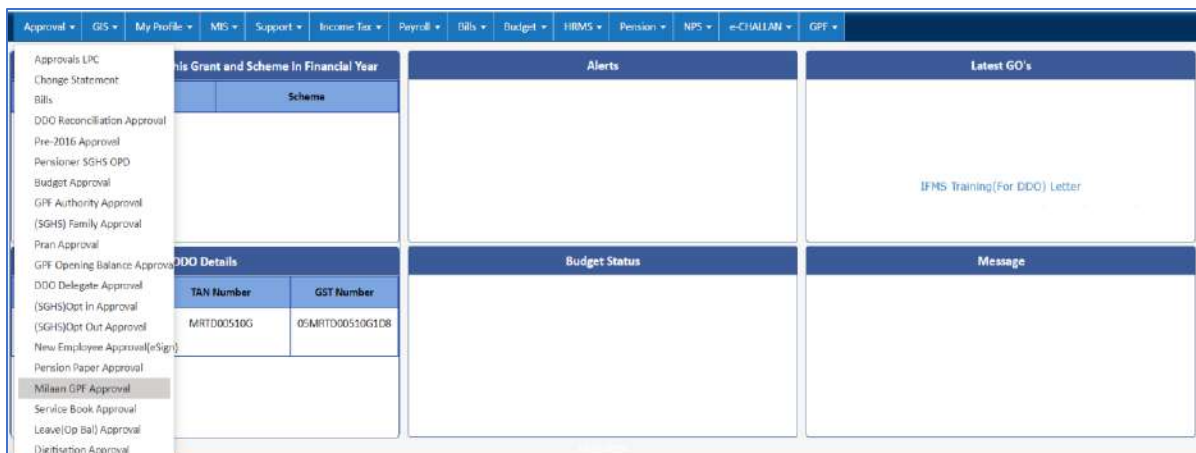 Approval GIS My Profile MIS Support Income Tax Payroll Bills Budget HRMS Pension NPS e-CHALLAN GPF
Approvals LPC
Change Statement
Bills
DDO Reconciliation Approval
Pre-2016 Approval
Pensioner SGHS OPD
Budget Approval
GPF Authority Approval
(SGHS) Family Approval
Pran Approval
GPF Opening Balance Approval
DDO Delegate Approval
(SGHS)Opt in Approval
(SGHS)Opt Out Approval
New Employee Approval(eSign)
Pension Paper Approval
Milaan GPF Approval
Service Book Approval
Leave(Op Bal) Approval
Digitisation Approval
his Grant and Scheme In Financial Year
Scheme
Alerts
Latest GO's
IFMS Training(For DDO) Letter
DDO Details
TAN Number GST Number
MRTD00510G 05MRTD00510G1D8
Budget Status
Message